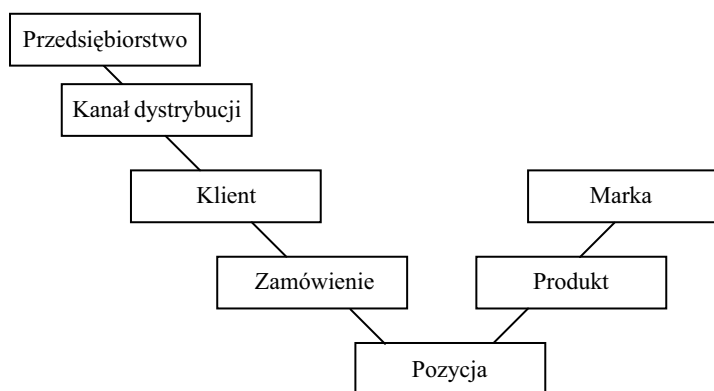 Przedsiębiorstwo
Kanał dystrybucji
Klient
Marka
Zamówienie
Produkt
Pozycja